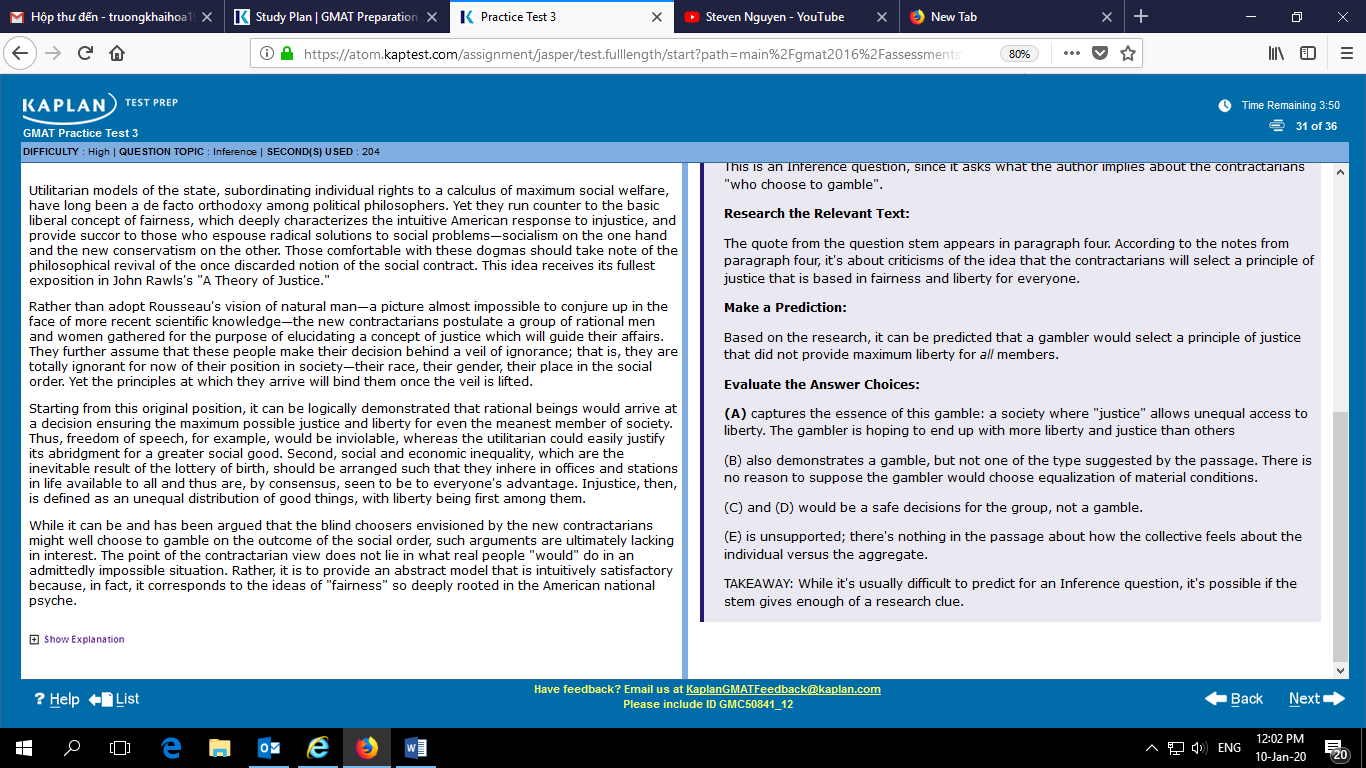 Hộp thư đến - truongkhaihoa1
Study Plan | GMAT Preparation
Practice Test 3
Steven Nguyen - YouTube
New Tab
https://atom.kaptest.com/assignment/jasper/test.fulllength/start?path=main%2Fgmat2016%2Fassessments
80%
KAPLAN TEST PREP
GMAT Practice Test 3
Time Remaining 3:50
31 of 36
DIFFICULTY : High | QUESTION TOPIC : Inference | SECOND(S) USED : 204
Utilitarian models of the state, subordinating individual rights to a calculus of maximum social welfare,
have long been a de facto orthodoxy among political philosophers. Yet they run counter to the basic
liberal concept of fairness, which deeply characterizes the intuitive American response to injustice, and
provide succor to those who espouse radical solutions to social problems—socialism on the one hand
and the new conservatism on the other. Those comfortable with these dogmas should take note of the
philosophical revival of the once discarded notion of the social contract. This idea receives its fullest
exposition in John Rawls's "A Theory of Justice."
Rather than adopt Rousseau's vision of natural man—a picture almost impossible to conjure up in the
face of more recent scientific knowledge—the new contractarians postulate a group of rational men
and women gathered for the purpose of elucidating a concept of justice which will guide their affairs.
They further assume that these people make their decision behind a veil of ignorance; that is, they are
totally ignorant for now of their position in society—their race, their gender, their place in the social
order. Yet the principles at which they arrive will bind them once the veil is lifted.
Starting from this original position, it can be logically demonstrated that rational beings would arrive at
a decision ensuring the maximum possible justice and liberty for even the meanest member of society.
Thus, freedom of speech, for example, would be inviolable, whereas the utilitarian could easily justify
its abridgment for a greater social good. Second, social and economic inequality, which are the
inevitable result of the lottery of birth, should be arranged such that they inhere in offices and stations
in life available to all and thus are, by consensus, seen to be to everyone's advantage. Injustice, then,
is defined as an unequal distribution of good things, with liberty being first among them.
While it can be and has been argued that the blind choosers envisioned by the new contractarians
might well choose to gamble on the outcome of the social order, such arguments are ultimately lacking
in interest. The point of the contractarian view does not lie in what real people "would" do in an
admittedly impossible situation. Rather, it is to provide an abstract model that is intuitively satisfactory
because, in fact, it corresponds to the ideas of "fairness" so deeply rooted in the American national
psyche.
Show Explanation
This is an Inference question, since it asks what the author implies about the contractarians
"who choose to gamble".
Research the Relevant Text:
The quote from the question stem appears in paragraph four. According to the notes from
paragraph four, it's about criticisms of the idea that the contractarians will select a principle of
justice that is based in fairness and liberty for everyone.
Make a Prediction:
Based on the research, it can be predicted that a gambler would select a principle of justice
that did not provide maximum liberty for all members.
Evaluate the Answer Choices:
(A) captures the essence of this gamble: a society where "justice" allows unequal access to
liberty. The gambler is hoping to end up with more liberty and justice than others
(B) also demonstrates a gamble, but not one of the type suggested by the passage. There is
no reason to suppose the gambler would choose equalization of material conditions.
(C) and (D) would be a safe decisions for the group, not a gamble.
(E) is unsupported; there's nothing in the passage about how the collective feels about the
individual versus the aggregate.
TAKEAWAY: While it's usually difficult to predict for an Inference question, it's possible if the
stem gives enough of a research clue.
? Help
List
Have feedback? Email us at KaplanGMATFeedback@kaplan.com
Please include ID GMC50841_12
Back
Next
ENG
12:02 PM
10-Jan-20
20